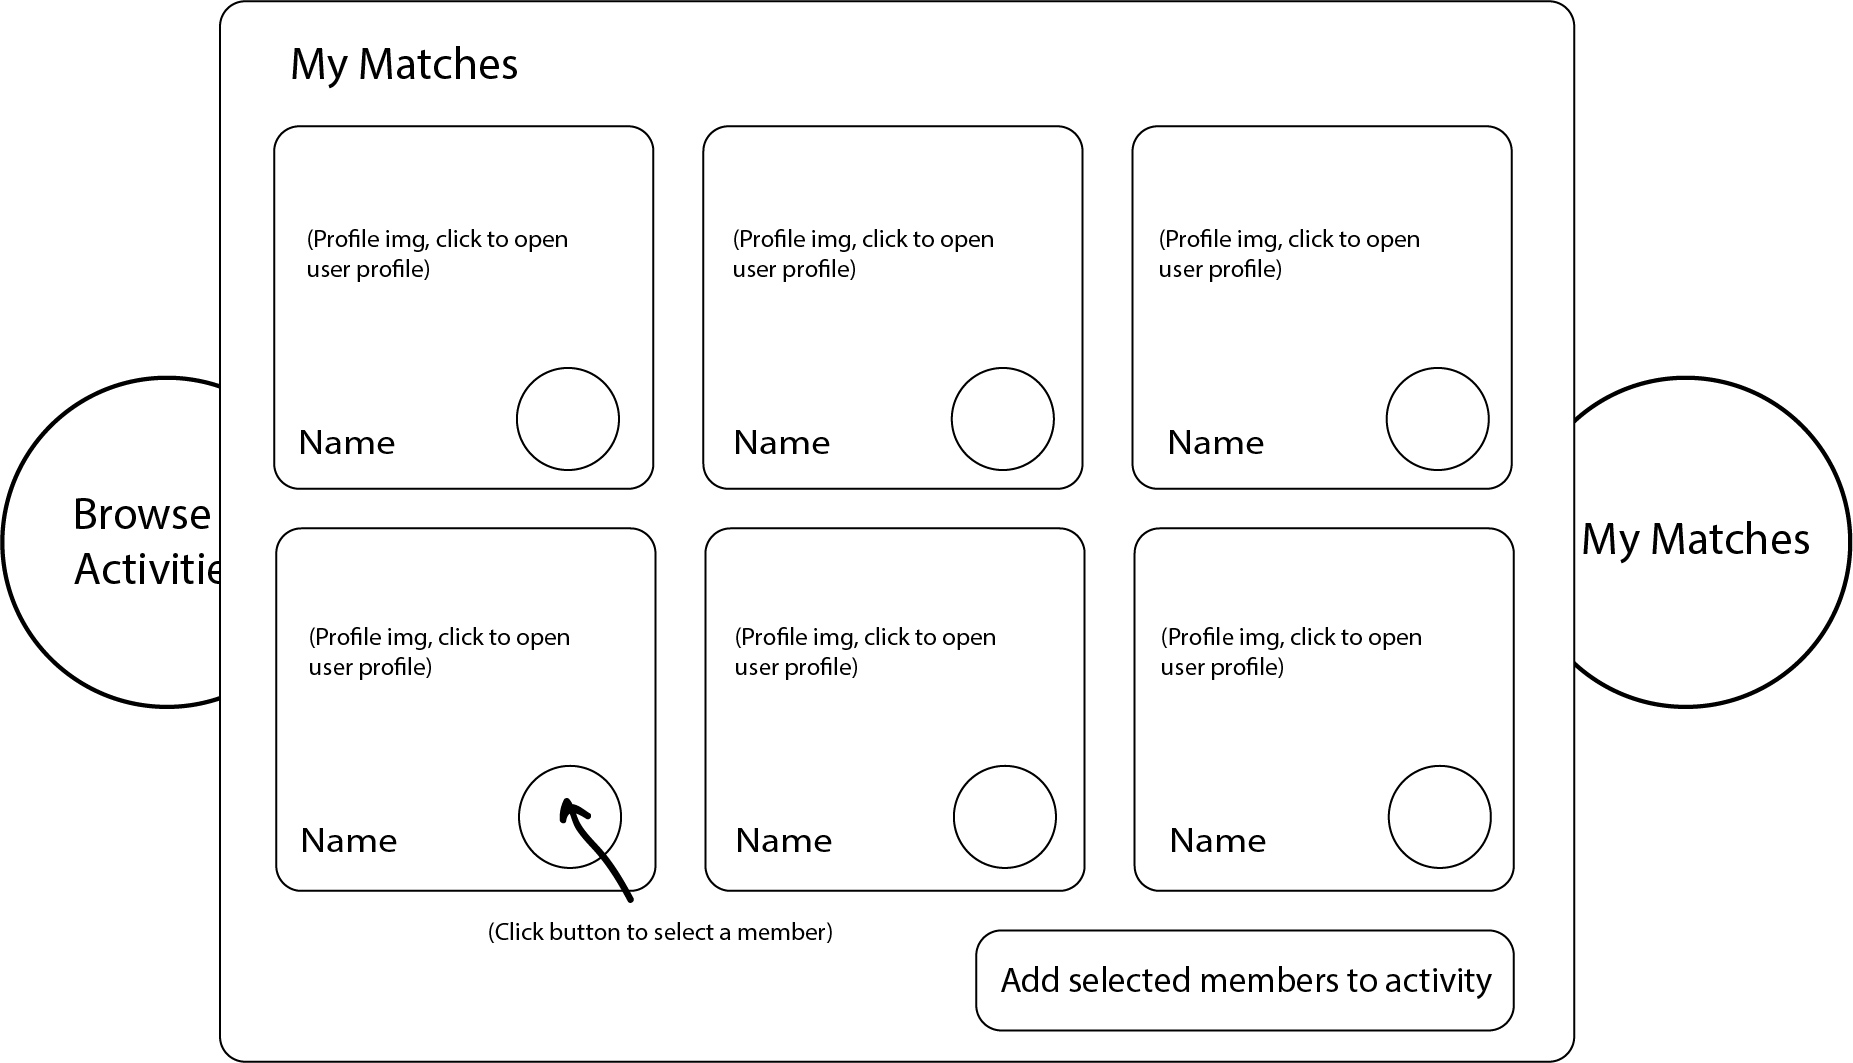 My Matches
(Profile img, click to open
user profile)
(Profile img, click to open
user profile)
(Profile img, click to open
user profile)
Name
Name
Name
Browse
Activitie
My Matches
(Profile img, click to open
user profile)
(Profile img, click to open
user profile)
(Profile img, click to open
user profile)
Name
Name
Name
(Click button to select a member)
Add selected members to activity